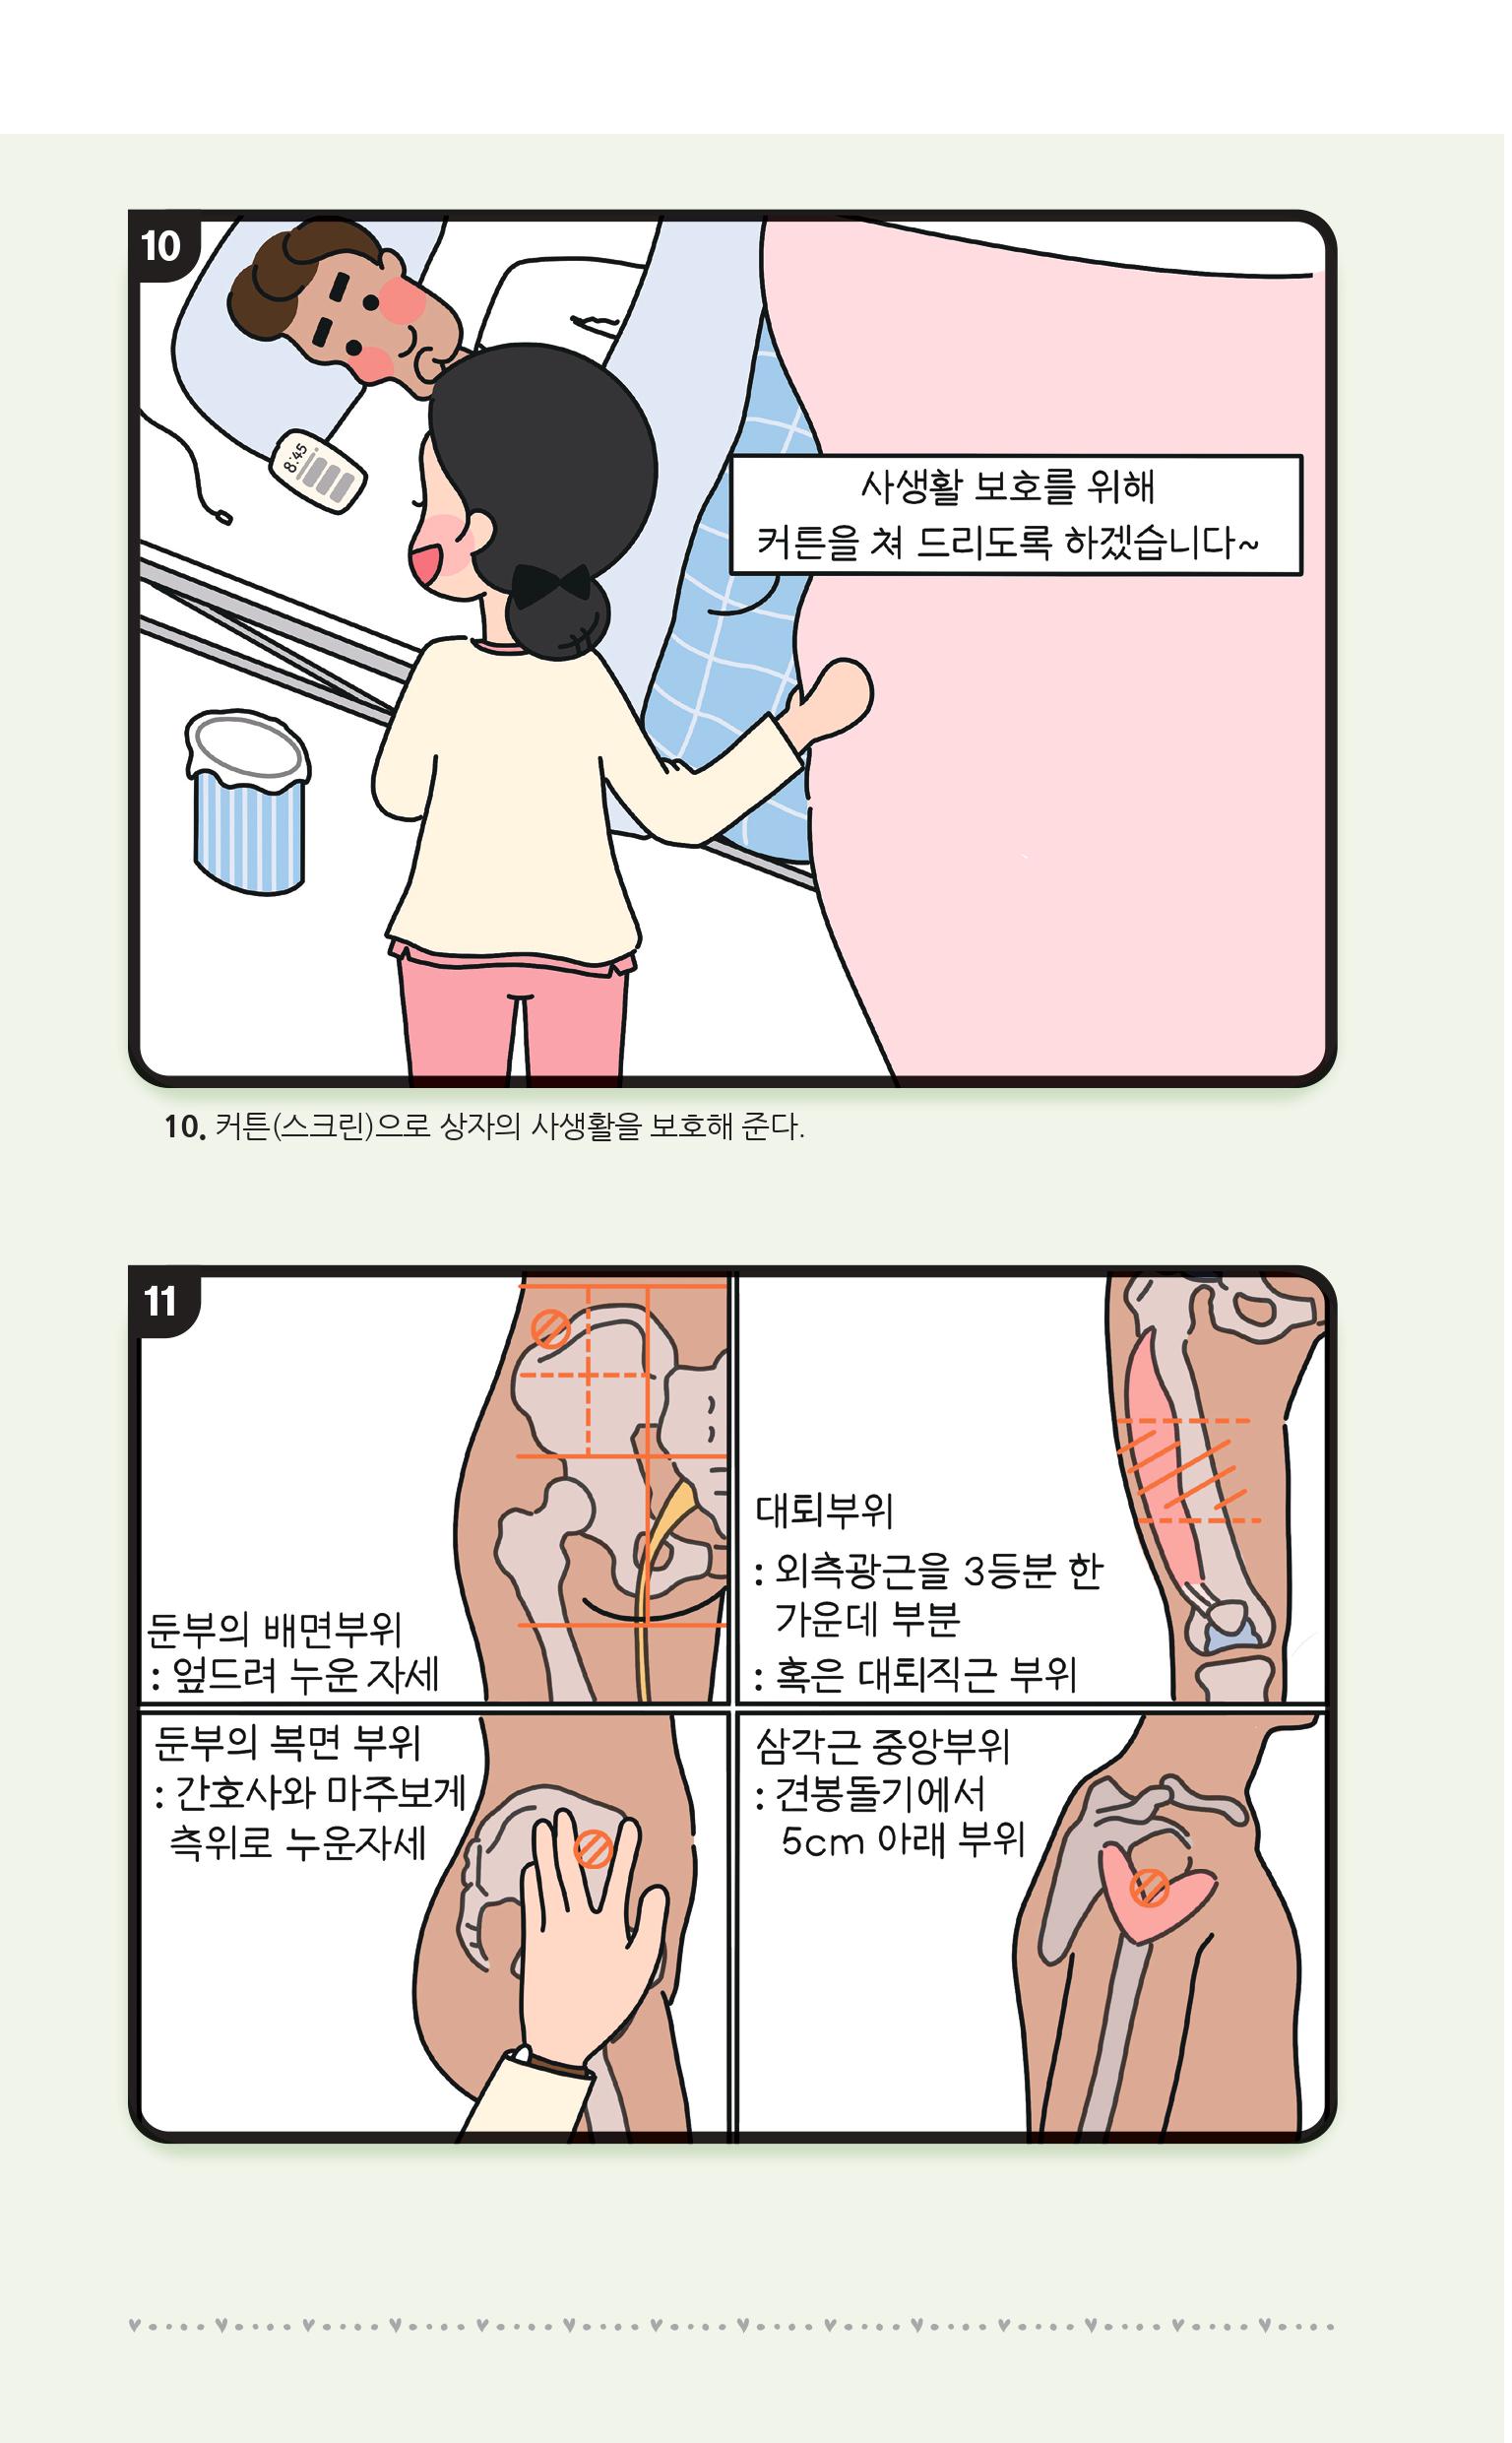 10
8:45
사생활 보호를 위해
커튼을 쳐 드리도록 하겠습니다~
10. 커튼(스크린)으로 상자의 사생활을 보호해 준다.
11
둔부의 배면부위
: 엎드려 누운 자세
대퇴부위
: 외측광근을 3등분 한
가운데 부분
: 혹은 대퇴직근 부위
둔부의 복면 부위
: 간호사와 마주보게
측위로 누운자세
삼각근 중앙부위
: 견봉돌기에서
5cm 아래 부위